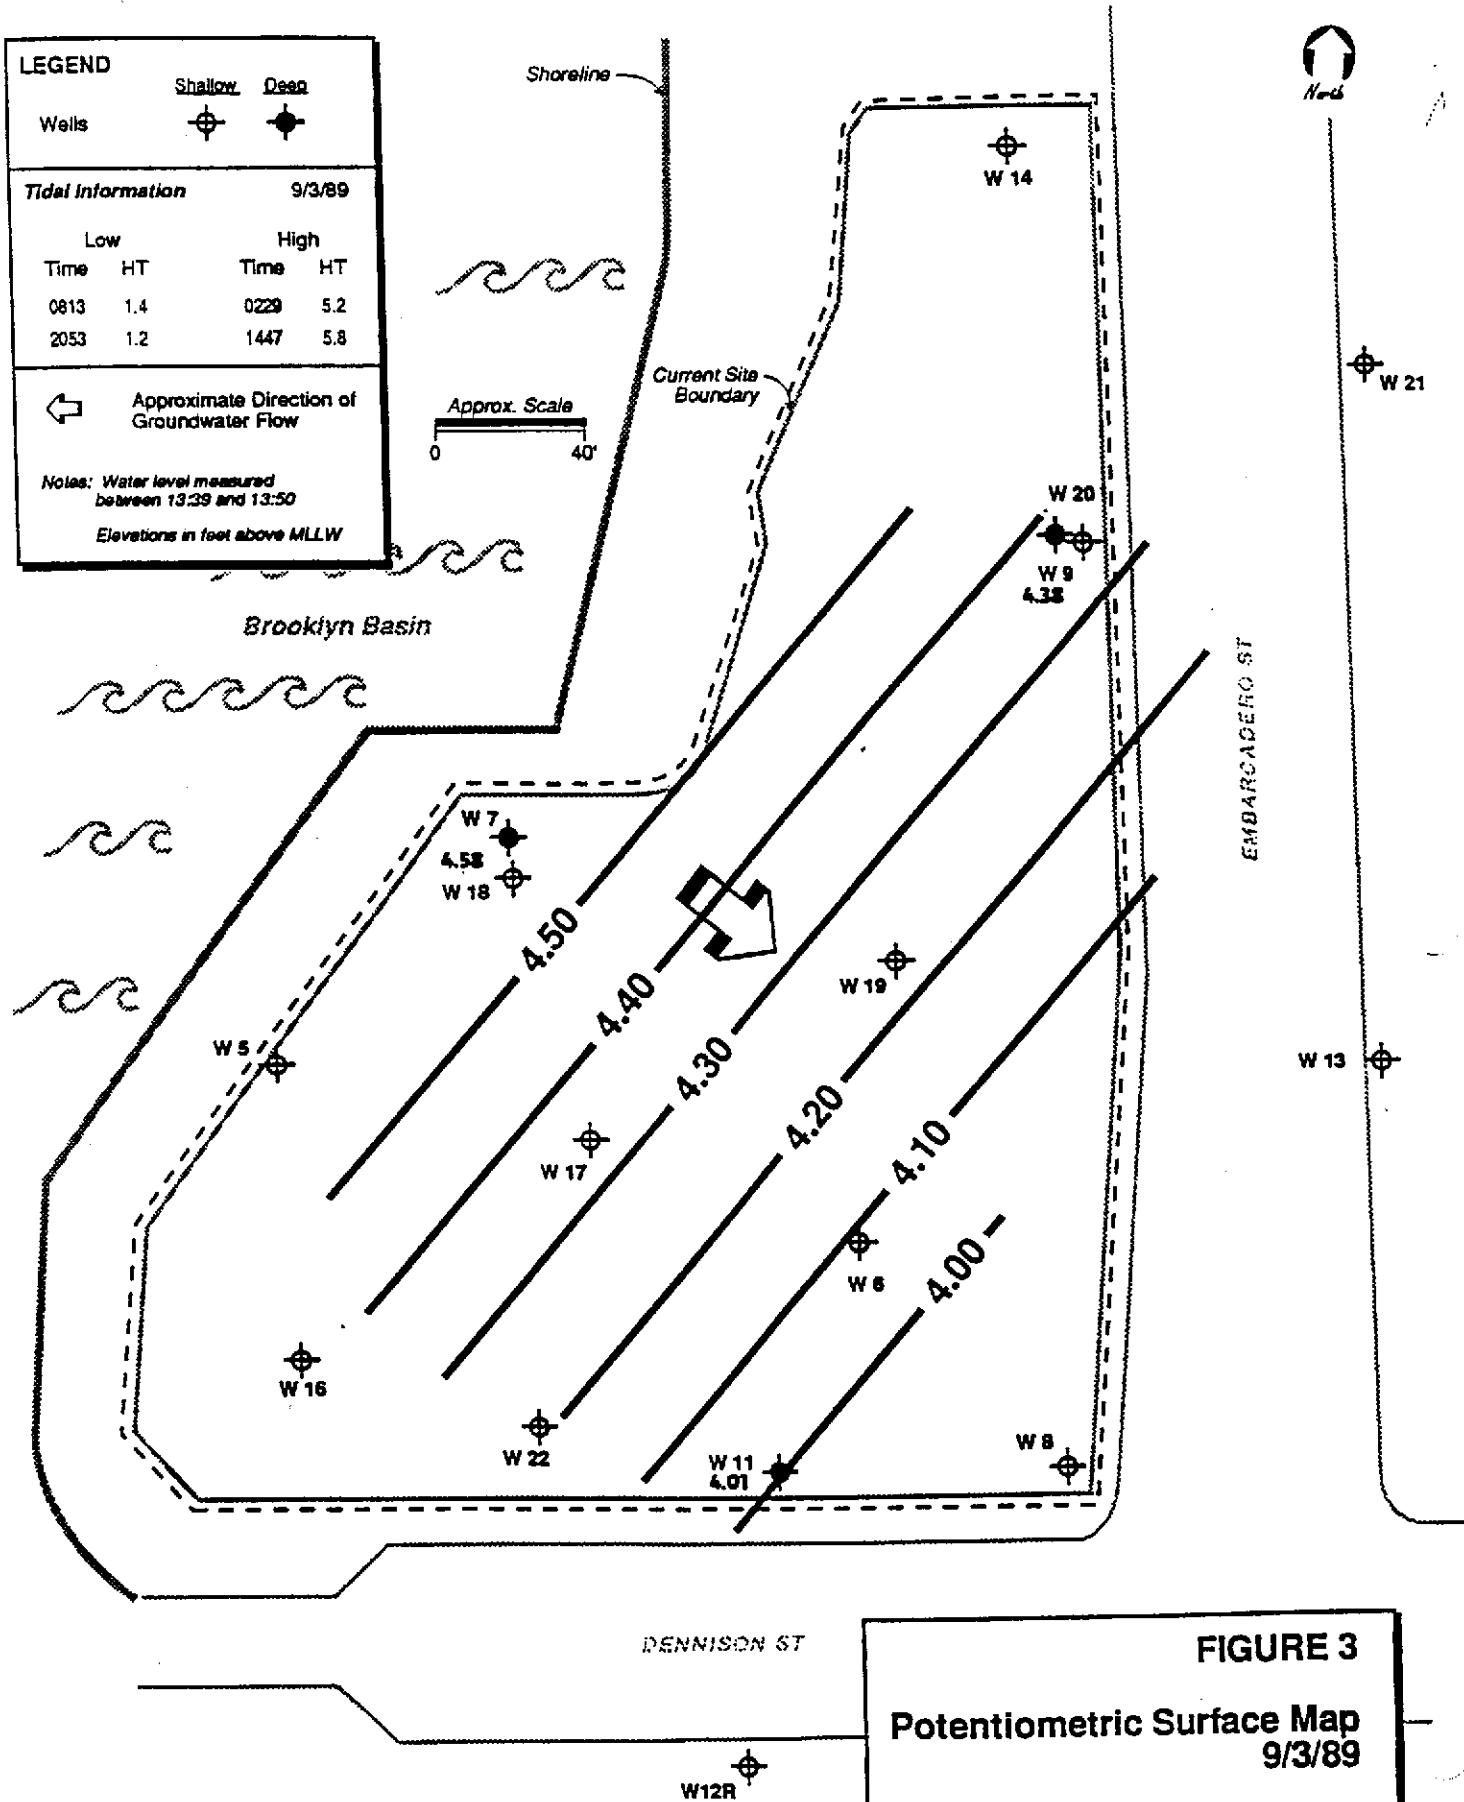 LEGEND
Shallow Deep
Wells
Tidal Information 9/3/89
Low High
Time HT Time HT
0813 1.4 0229 5.2
2053 1.2 1447 5.8
Approximate Direction of
Groundwater Flow
Notes: Water level measured
between 13:39 and 13:50
Elevations in feet above MLLW
Shoreline
North
W 14
W 21
Current Site
Boundary
Approx. Scale
0 40'
W 20
W 9
4.38
Brooklyn Basin
EMBARCADERO ST
W 7
4.58
W 18
4.50
4.40
4.30
4.20
4.10
4.00
W 19
W 5
W 13
W 17
W 6
W 16
W 22
W 11
4.01
W 8
DENNISON ST
W12R
FIGURE 3
Potentiometric Surface Map
9/3/89